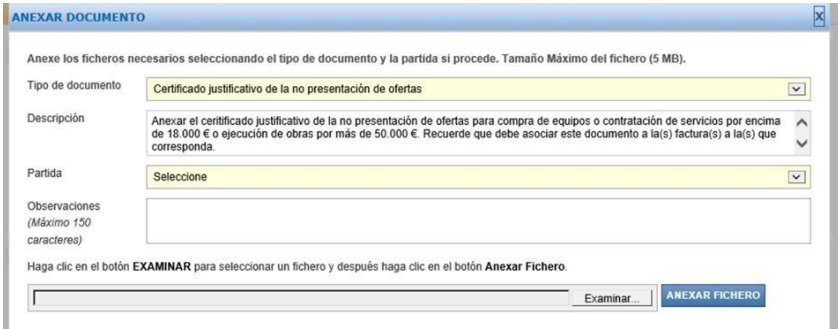 ANEXAR DOCUMENTO
X
Anexe los ficheros necesarios seleccionando el tipo de documento y la partida si procede. Tamaño Máximo del fichero (5 MB).
Tipo de documento
Certificado justificativo de la no presentación de ofertas
Descripción
Anexar el ceritificado justificativo de la no presentación de ofertas para compra de equipos o contratación de servicios por encima
de 18.000 € o ejecución de obras por más de 50.000 €. Recuerde que debe asociar este documento a la(s) factura(s) a la(s) que
corresponda.
Partida
Seleccione
Observaciones
(Máximo 150
caracteres)
Haga clic en el botón EXAMINAR para seleccionar un fichero y después haga clic en el botón Anexar Fichero.
Examinar...
ANEXAR FICHERO